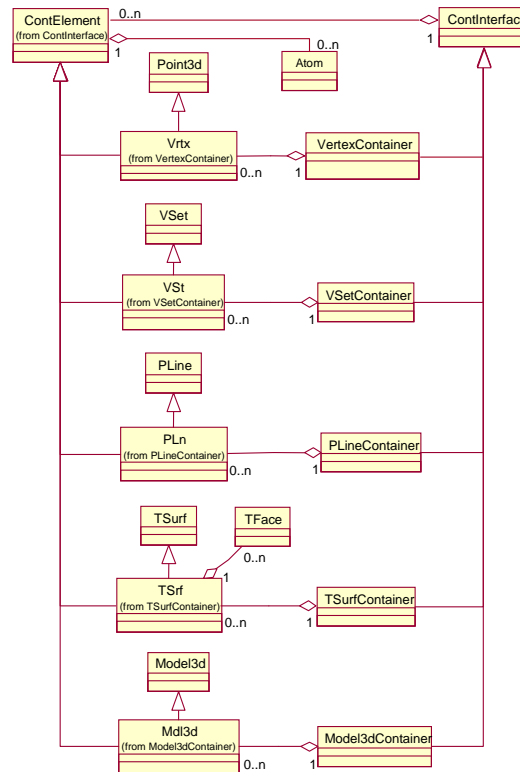 ContElement
(from ContInterface)
0..n
1
ContInterface
1
0..n
Atom
Point3d
Vrtx
(from VertexContainer)
0..n
1
VertexContainer
VSet
VSt
(from VSetContainer)
0..n
1
VSetContainer
PLine
PLn
(from PLineContainer)
0..n
1
PLineContainer
TSurf
TFace
0..n
1
TSrf
(from TSurfContainer)
0..n
1
TSurfContainer
Model3d
Mdl3d
(from Model3dContainer)
0..n
1
Model3dContainer